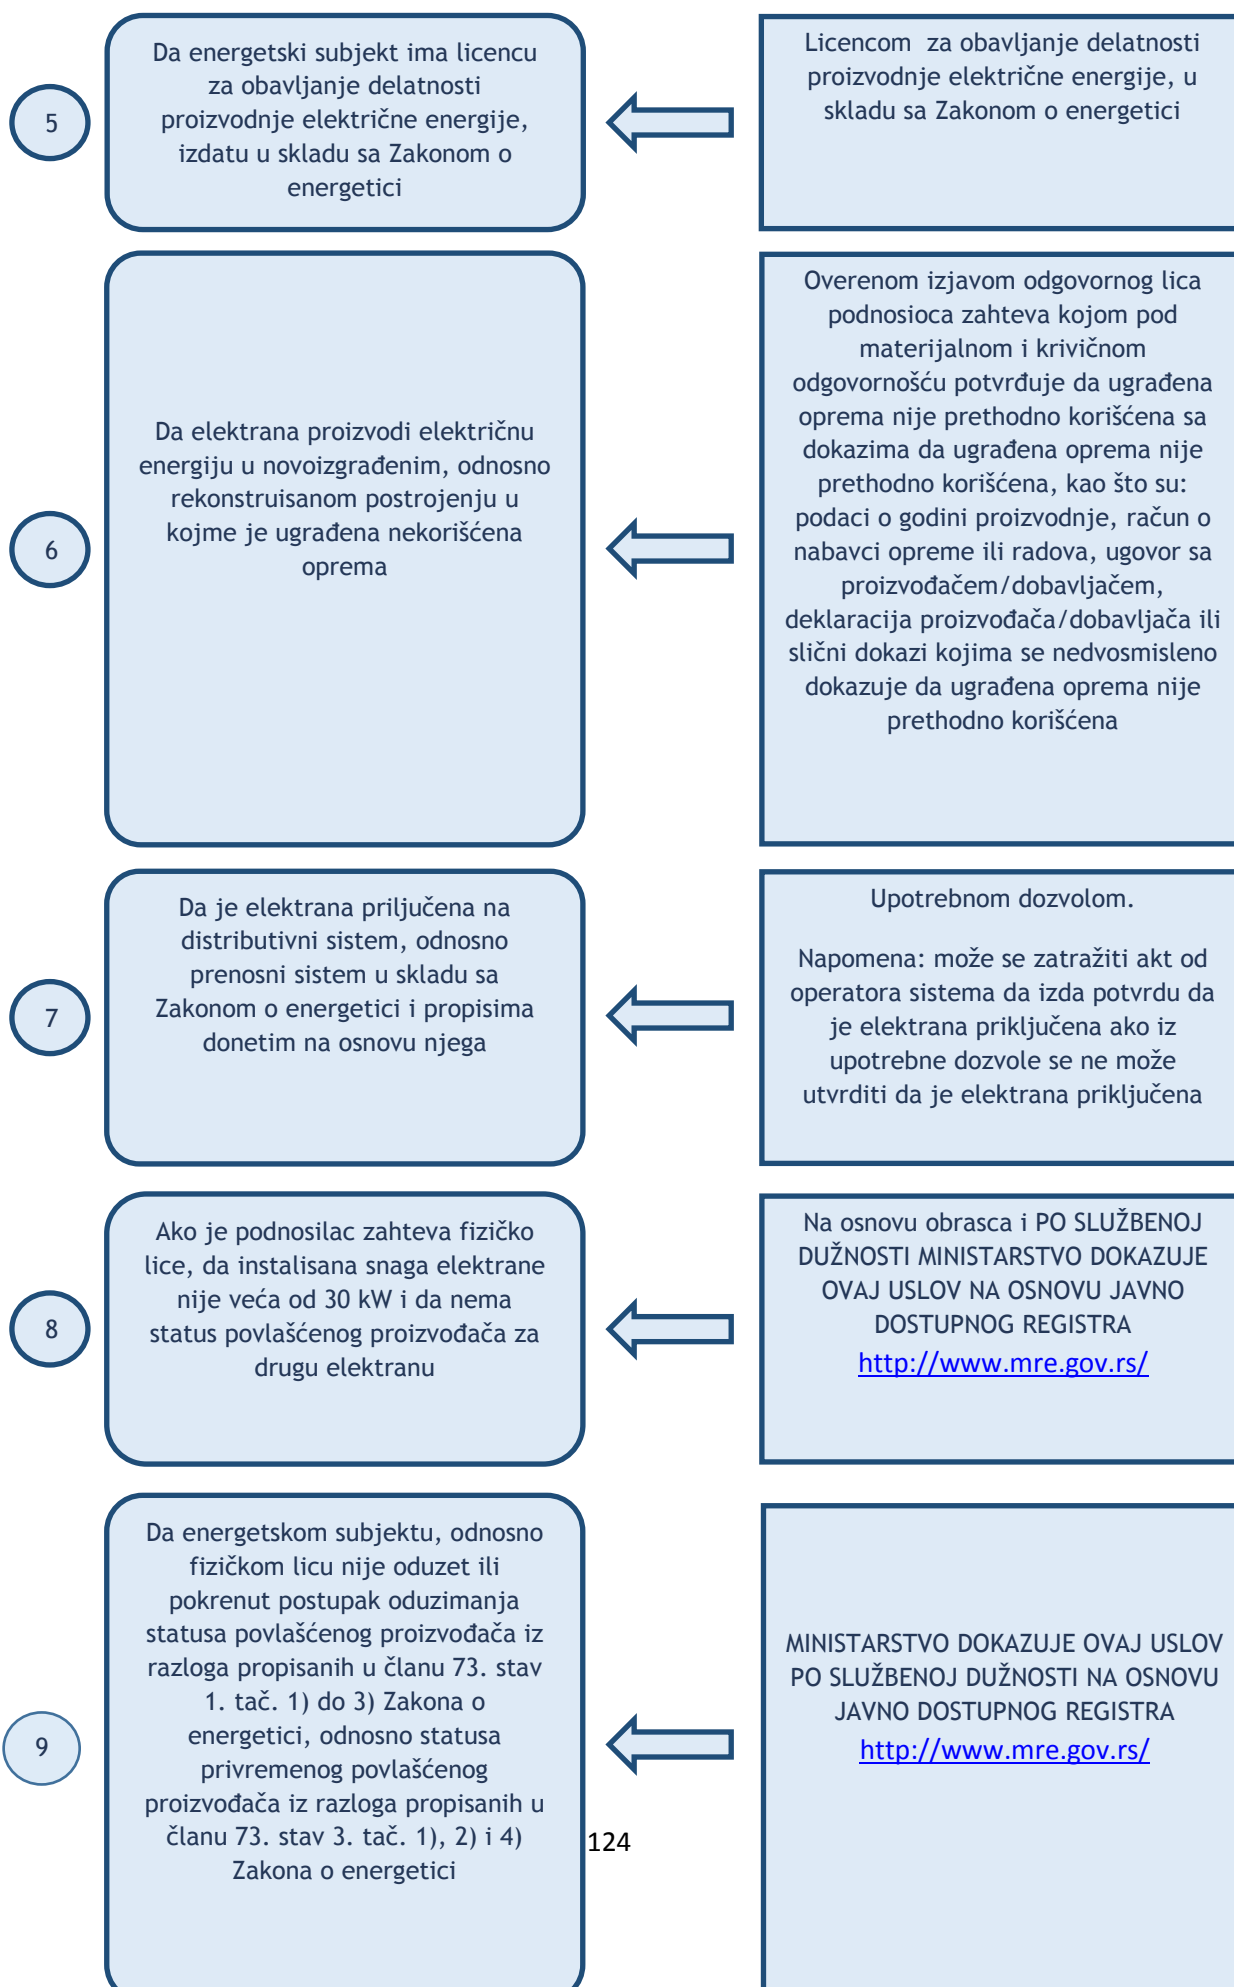 5
Da energetski subjekt ima licencu
za obavljanje delatnosti
proizvodnje električne energije,
izdatu u skladu sa Zakonom o
energetici
Licencom za obavljanje delatnosti
proizvodnje električne energije, u
skladu sa Zakonom o energetici
6
Da elektrana proizvodi električnu
energiju u novoizgrađenim, odnosno
rekonstruisanom postrojenju u
kojme je ugrađena nekorišćena
oprema
Overenom izjavom odgovornog lica
podnosioca zahteva kojom pod
materijalnom i krivičnom
odgovornošću potvrđuje da ugrađena
oprema nije prethodno korišćena sa
dokazima da ugrađena oprema nije
prethodno korišćena, kao što su:
podaci o godini proizvodnje, račun o
nabavci opreme ili radova, ugovor sa
proizvođačem/dobavljačem,
deklaracija proizvođača/dobavljača ili
slični dokazi kojima se nedvosmisleno
dokazuje da ugrađena oprema nije
prethodno korišćena
7
Da je elektrana priljučena na
distributivni sistem, odnosno
prenosni sistem u skladu sa
Zakonom o energetici i propisima
donetim na osnovu njega
Upotrebnom dozvolom.
Napomena: može se zatražiti akt od
operatora sistema da izda potvrdu da
je elektrana priključena ako iz
upotrebne dozvole se ne može
utvrditi da je elektrana priključena
8
Ako je podnosilac zahteva fizičko
lice, da instalisana snaga elektrane
nije veća od 30 kW i da nema
status povlašćenog proizvođača za
drugu elektranu
Na osnovu obrasca i PO SLUŽBENOJ
DUŽNOSTI MINISTARSTVO DOKAZUJE
OVAJ USLOV NA OSNOVU JAVNO
DOSTUPNOG REGISTRA
http://www.mre.gov.rs/
9
Da energetskom subjektu, odnosno
fizičkom licu nije oduzet ili
pokrenut postupak oduzimanja
statusa povlašćenog proizvođača iz
razloga propisanih u članu 73. stav
1. tač. 1) do 3) Zakona o
energetici, odnosno statusa
privremenog povlašćenog
proizvođača iz razloga propisanih u
članu 73. stav 3. tač. 1), 2) i 4)
Zakona o energetici
MINISTARSTVO DOKAZUJE OVAJ USLOV
PO SLUŽBENOJ DUŽNOSTI NA OSNOVU
JAVNO DOSTUPNOG REGISTRA
http://www.mre.gov.rs/
124